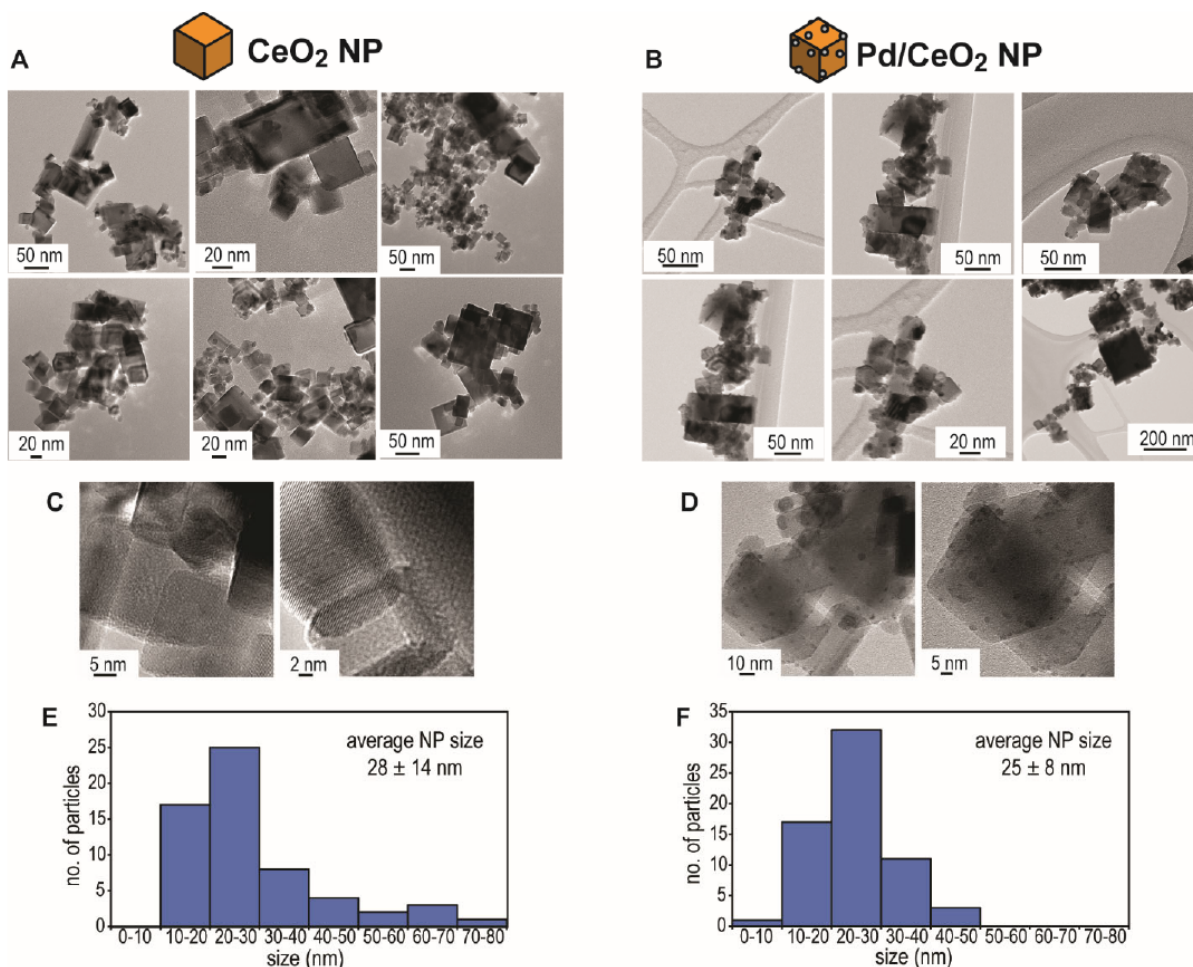 A
CeO2 NP
B
Pd/CeO2 NP
50 nm
20 nm
50 nm
50 nm
50 nm
50 nm
20 nm
20 nm
50 nm
50 nm
20 nm
200 nm
C
D
5 nm
2 nm
10 nm
5 nm
E
30
25
20
15
10
5
0
no. of particles
average NP size
28 ± 14 nm
0-10 10-20 20-30 30-40 40-50 50-60 60-70 70-80
size (nm)
F
35
30
25
20
15
10
5
0
no. of particles
average NP size
25 ± 8 nm
0-10 10-20 20-30 30-40 40-50 50-60 60-70 70-80
size (nm)